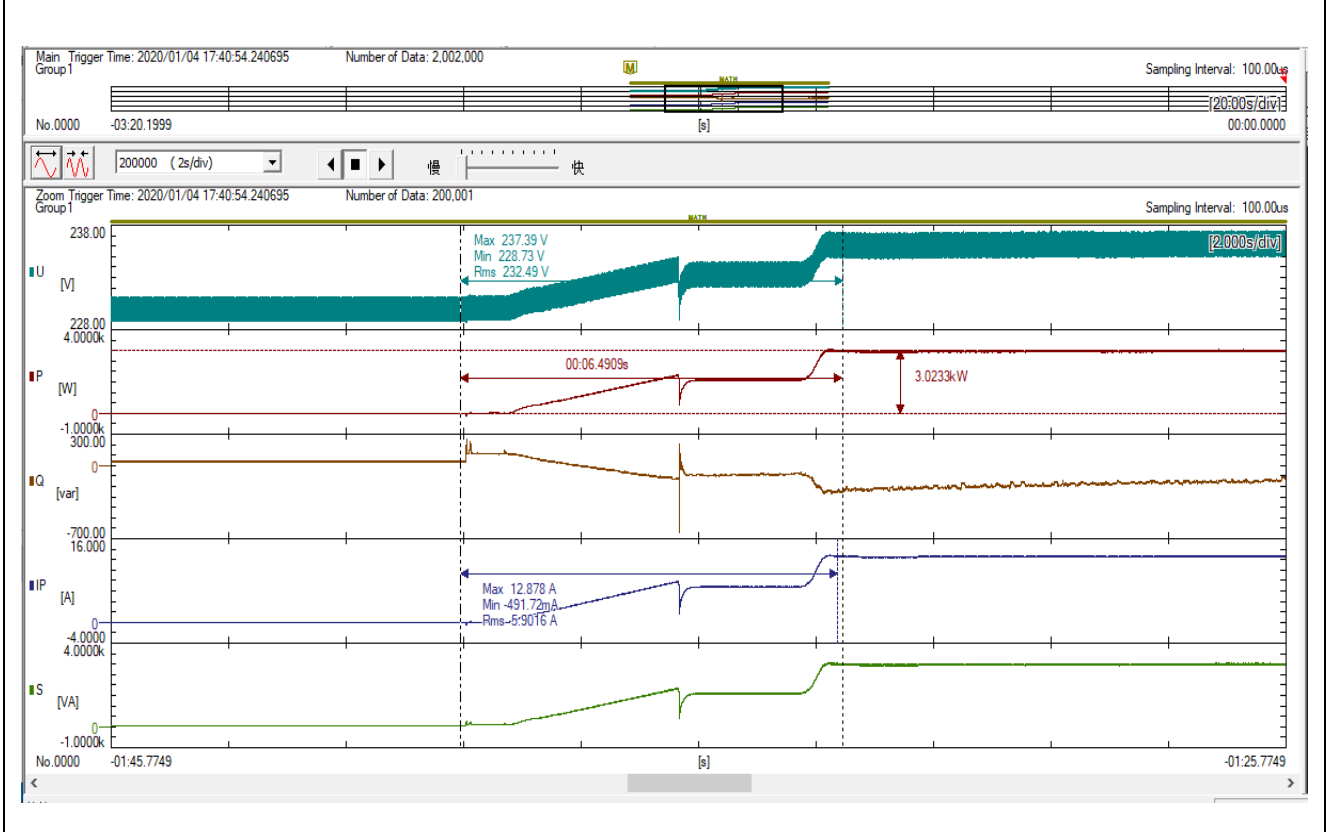 Main Trigger Time: 2020/01/04 17:40:54.240695 Number of Data: 2,002,000
Group1 M Sampling Interval: 100.00us
MATH
[20.00s/div]
No.0000 -03:20.1999 [s] 00:00.0000
200000 ( 2s/div) 慢 快
Zoom Trigger Time: 2020/01/04 17:40:54.240695 Number of Data: 200,001
Group1 Sampling Interval: 100.00us
MATH
238.00 [2.000s/div]
Max 237.39 V
Min 228.73 V
Rms 232.49 V
U
[V]
228.00
4.0000k
00:06.4909s
P 3.0233kW
[W]
0
-1.0000k
300.00
0
Q
[var]
-700.00
16.000
IP
Max 12.878 A
[A]
Min -491.72mA
0 Rms 5.9016 A
-4.0000
4.0000k
S
[VA]
0
-1.0000k
No.0000 -01:45.7749 [s] -01:25.7749